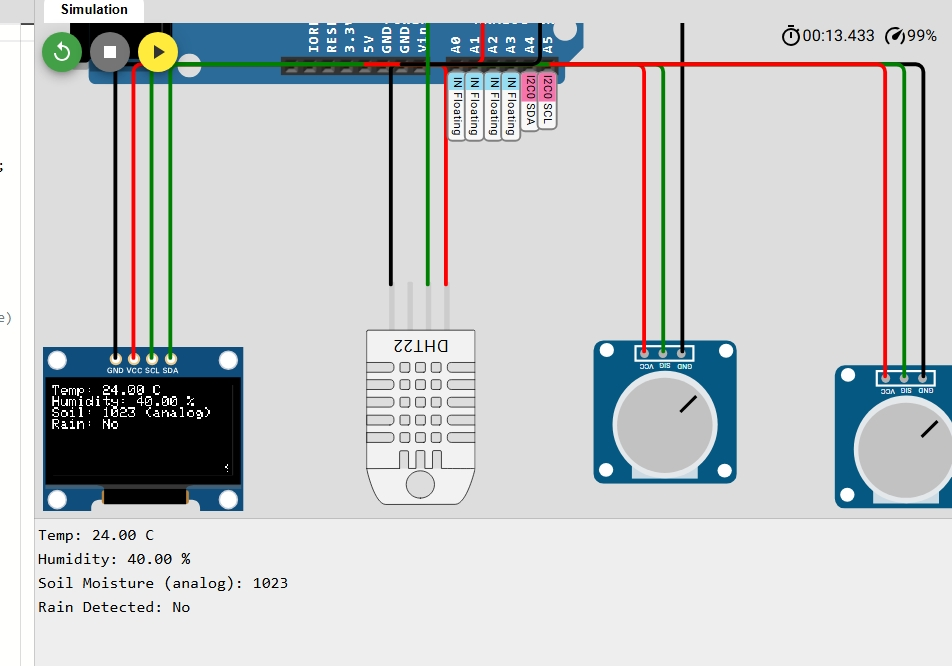 Simulation
00:13.433 99%
IOR
RES
3.3
5V
GND
GND
Vin
A0
A1
A2
A3
A4
A5
IN Floating
IN Floating
IN Floating
IN Floating
I2C0 SDA
I2C0 SCL
;
e)
GND VCC SCL SDA
Temp: 24.00 C
Humidity: 40.00 %
Soil: 1023 (analog)
Rain: No
DHT22
VCC SIG GND
VCC SIG GND
Temp: 24.00 C
Humidity: 40.00 %
Soil Moisture (analog): 1023
Rain Detected: No